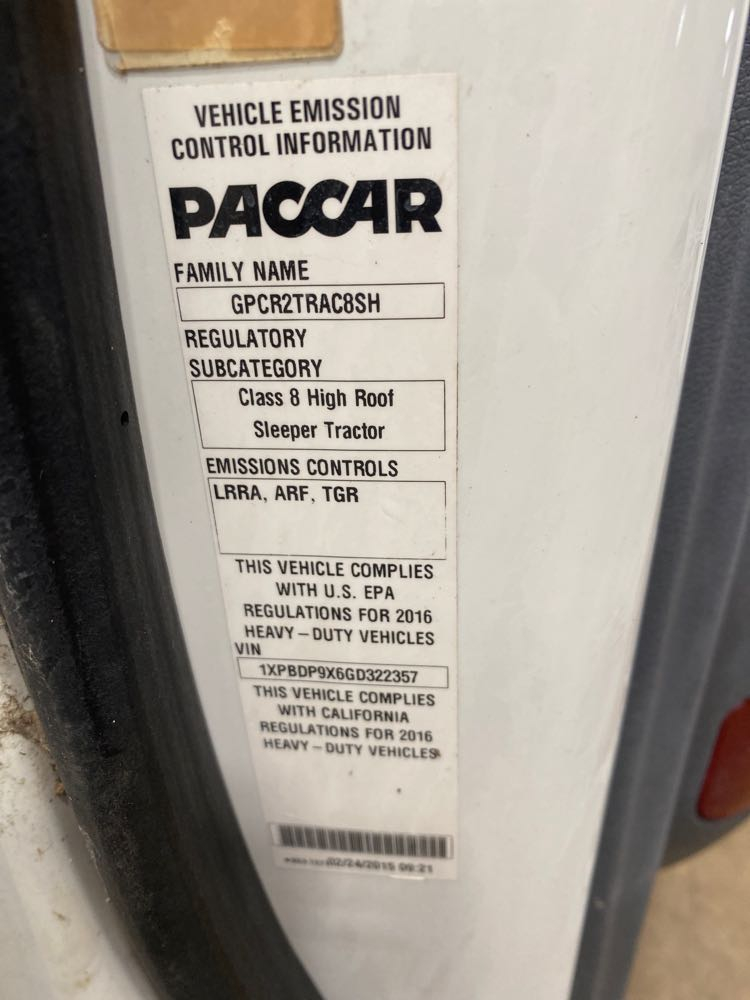 VEHICLE EMISSION
CONTROL INFORMATION
PACCAR
FAMILY NAME
GPCR2TRAC8SH
REGULATORY
SUBCATEGORY
Class 8 High Roof
Sleeper Tractor
EMISSIONS CONTROLS
LRRA, ARF, TGR
THIS VEHICLE COMPLIES
WITH U.S. EPA
REGULATIONS FOR 2016
HEAVY – DUTY VEHICLES
VIN
1XPBDP9X6GD322357
THIS VEHICLE COMPLIES
WITH CALIFORNIA
REGULATIONS FOR 2016
HEAVY – DUTY VEHICLES
02/24/2015